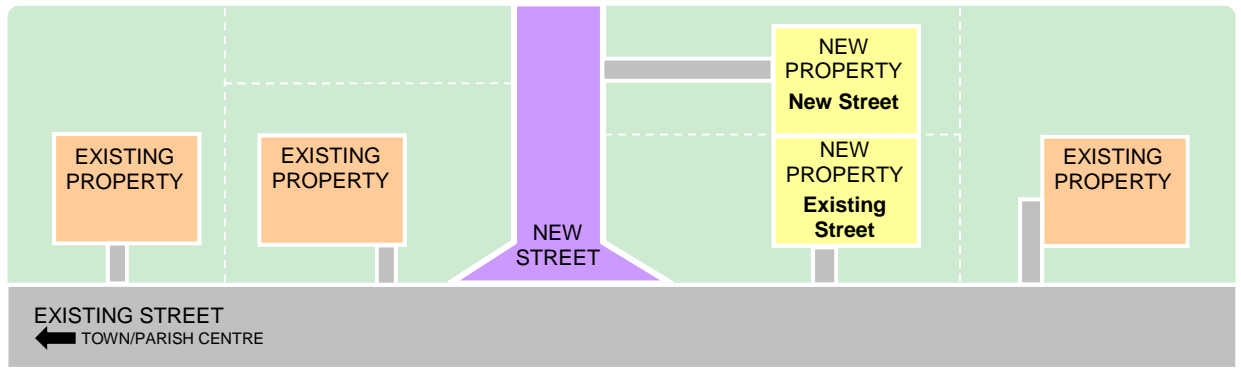 NEW
PROPERTY
New Street
EXISTING
PROPERTY
EXISTING
PROPERTY
NEW
PROPERTY
Existing
Street
EXISTING
PROPERTY
NEW
STREET
EXISTING STREET
TOWN/PARISH CENTRE